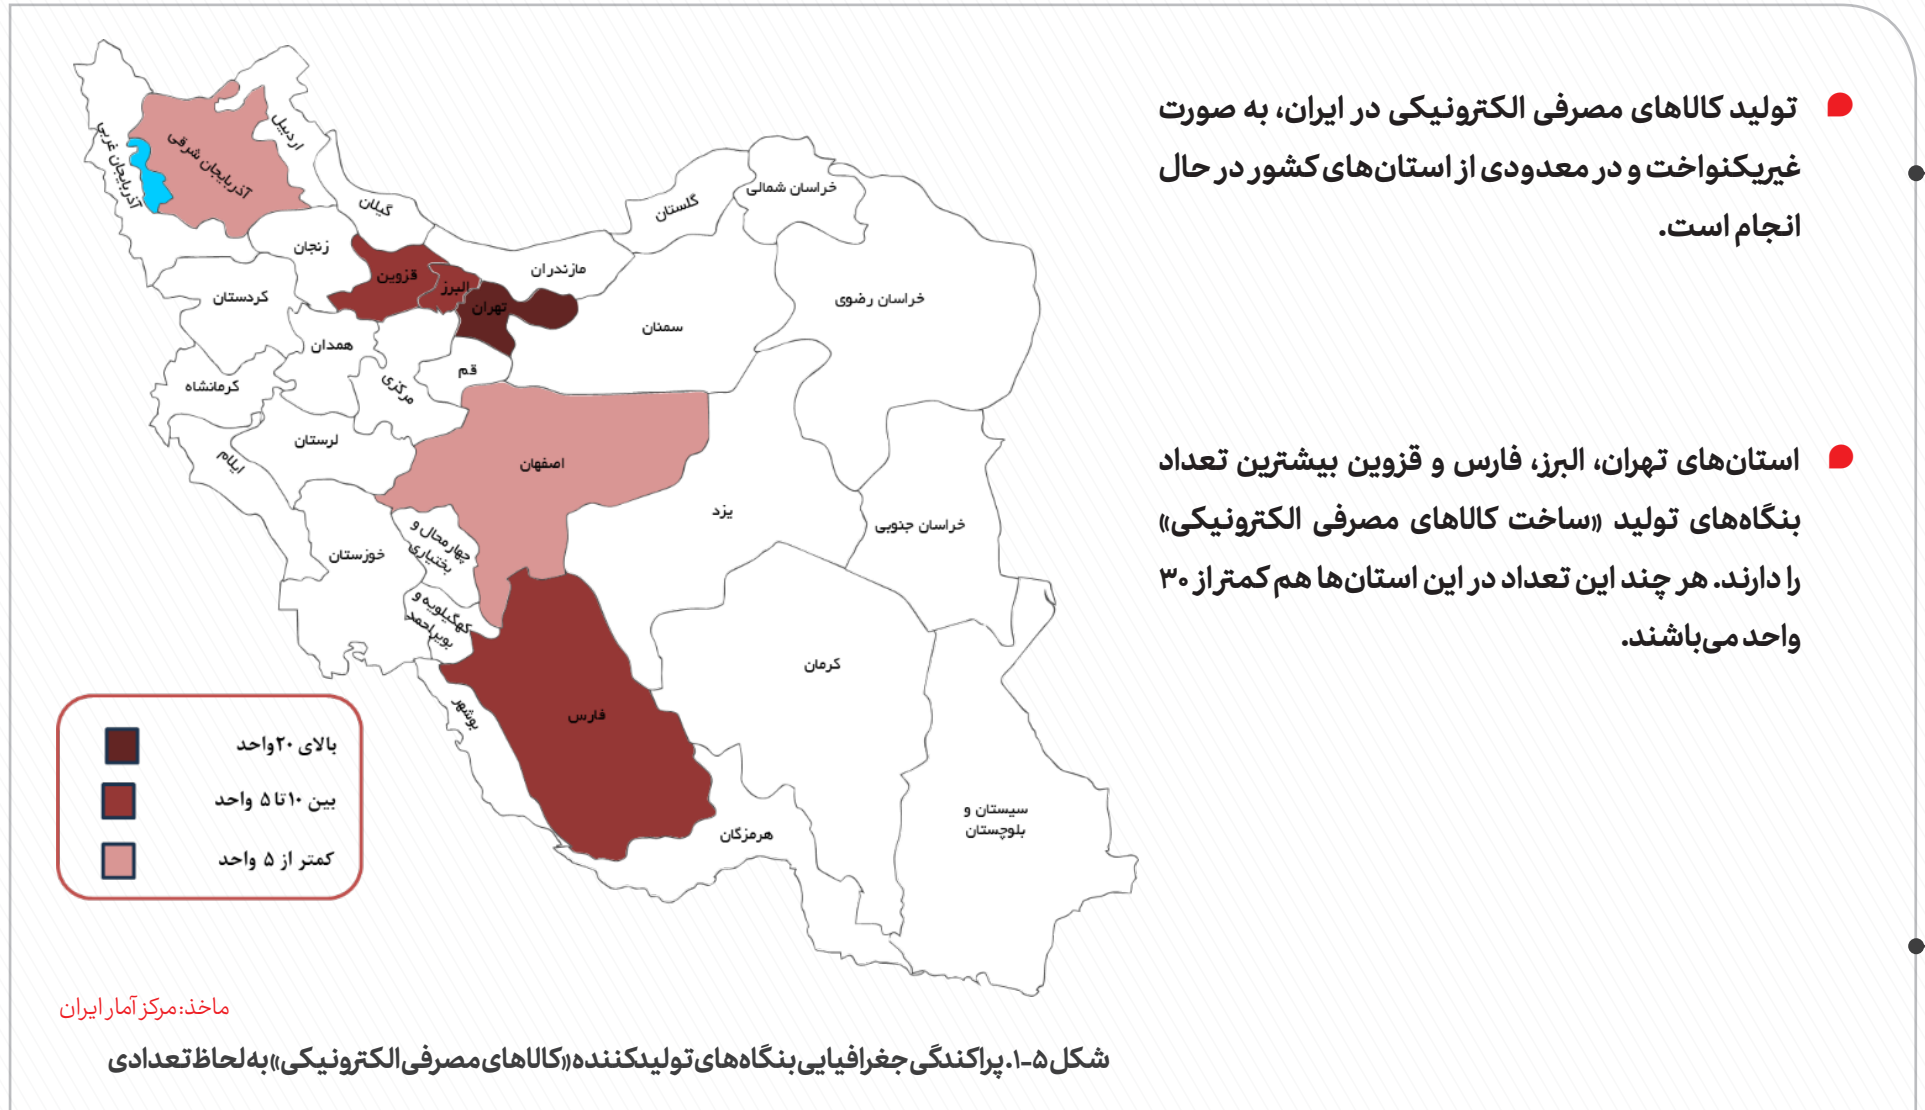 تولید کالاهای مصرفی الکترونیکی در ایران، به صورت
غیریکنواخت و در معدودی از استان‌های کشور در حال
انجام است.
استان‌های تهران، البرز، فارس و قزوین بیشترین تعداد
بنگاه‌های تولید «ساخت کالاهای مصرفی الکترونیکی»
را دارند. هر چند این تعداد در این استان‌ها هم کمتر از ۳۰
واحد می‌باشند.
آذربایجان غربی
آذربایجان شرقی
اردبیل
گیلان
زنجان
قزوین
البرز
تهران
مازندران
گلستان
خراسان شمالی
خراسان رضوی
سمنان
کردستان
همدان
کرمانشاه
مرکزی
قم
لرستان
ایلام
اصفهان
یزد
خراسان جنوبی
چهارمحال و
بختیاری
خوزستان
کهگیلویه و
بویراحمد
فارس
کرمان
بوشهر
هرمزگان
سیستان و
بلوچستان
بالای ۲۰واحد
بین ۱۰تا ۵ واحد
کمتر از ۵ واحد
ماخذ:مرکز آمار ایران
شکل ۵-۱. پراکندگی جغرافیایی بنگاه‌های تولیدکننده «کالاهای مصرفی الکترونیکی» به لحاظ تعدادی